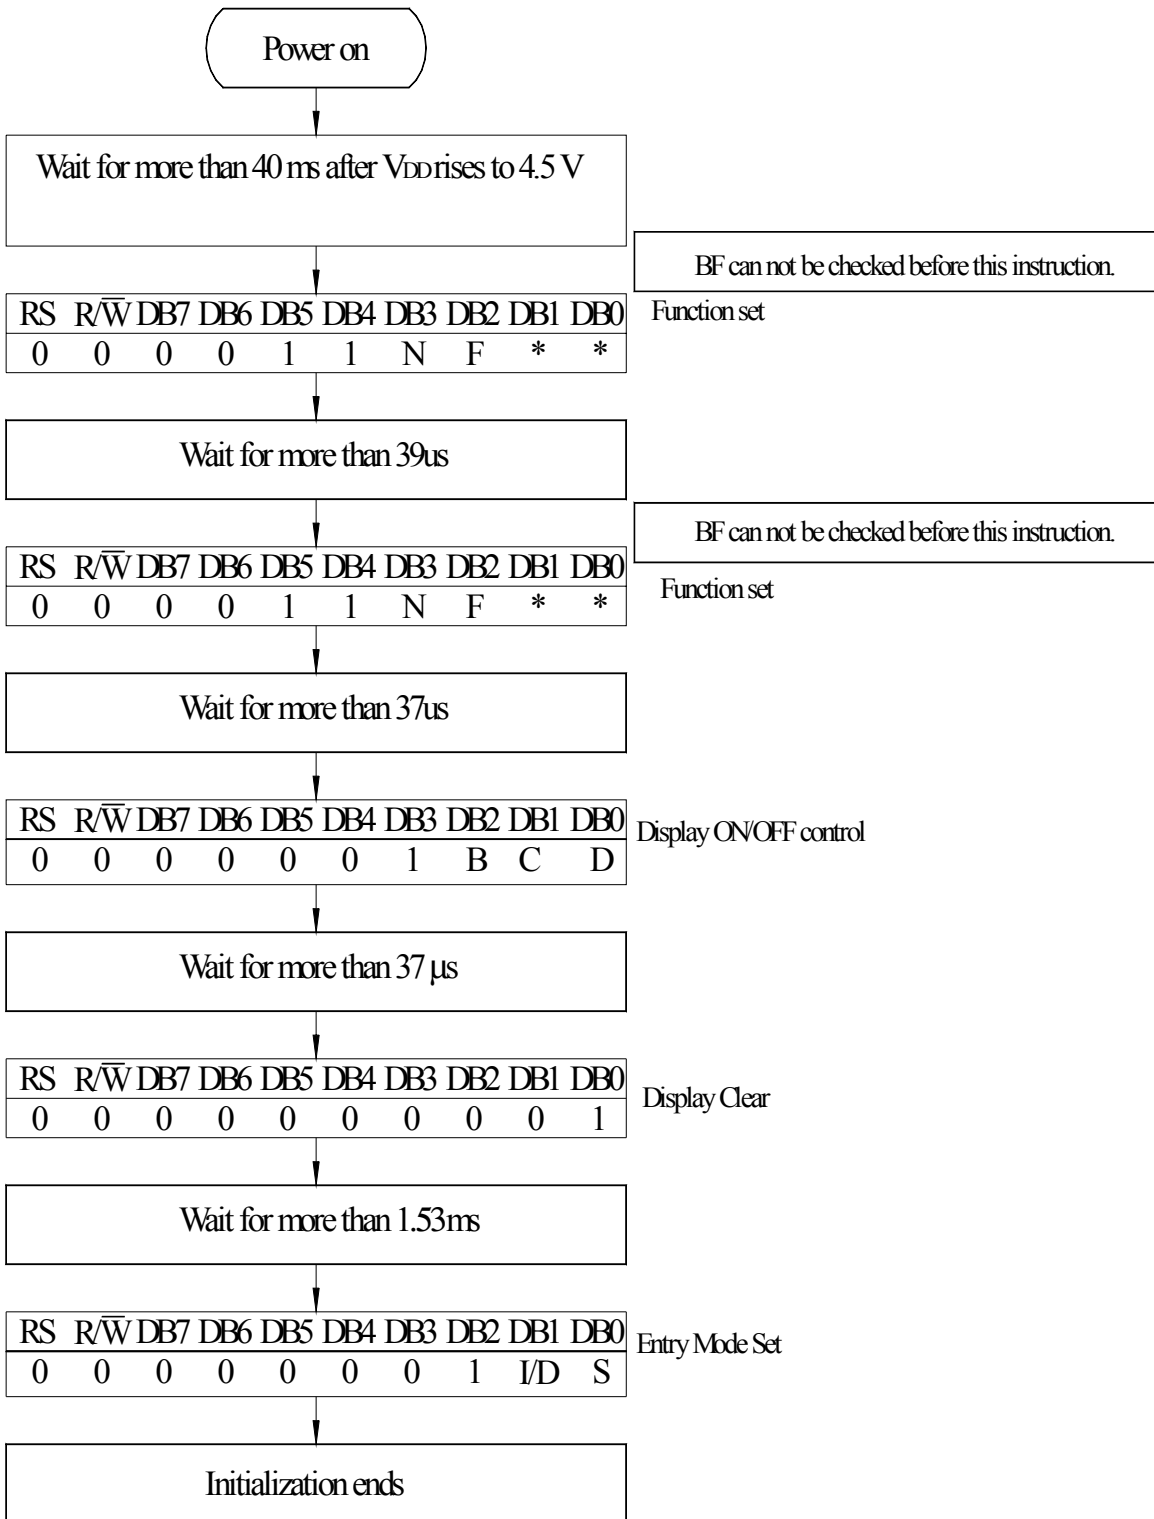 Power on
Wait for more than 40 ms after VDD rises to 4.5 V
BF can not be checked before this instruction.
RS R/W̅ DB7 DB6 DB5 DB4 DB3 DB2 DB1 DB0
Function set
0 0 0 0 1 1 N F * *
Wait for more than 39us
BF can not be checked before this instruction.
RS R/W̅ DB7 DB6 DB5 DB4 DB3 DB2 DB1 DB0
Function set
0 0 0 0 1 1 N F * *
Wait for more than 37us
RS R/W̅ DB7 DB6 DB5 DB4 DB3 DB2 DB1 DB0
Display ON/OFF control
0 0 0 0 0 0 1 B C D
Wait for more than 37 μs
RS R/W̅ DB7 DB6 DB5 DB4 DB3 DB2 DB1 DB0
Display Clear
0 0 0 0 0 0 0 0 0 1
Wait for more than 1.53ms
RS R/W̅ DB7 DB6 DB5 DB4 DB3 DB2 DB1 DB0
Entry Mode Set
0 0 0 0 0 0 0 1 I/D S
Initialization ends